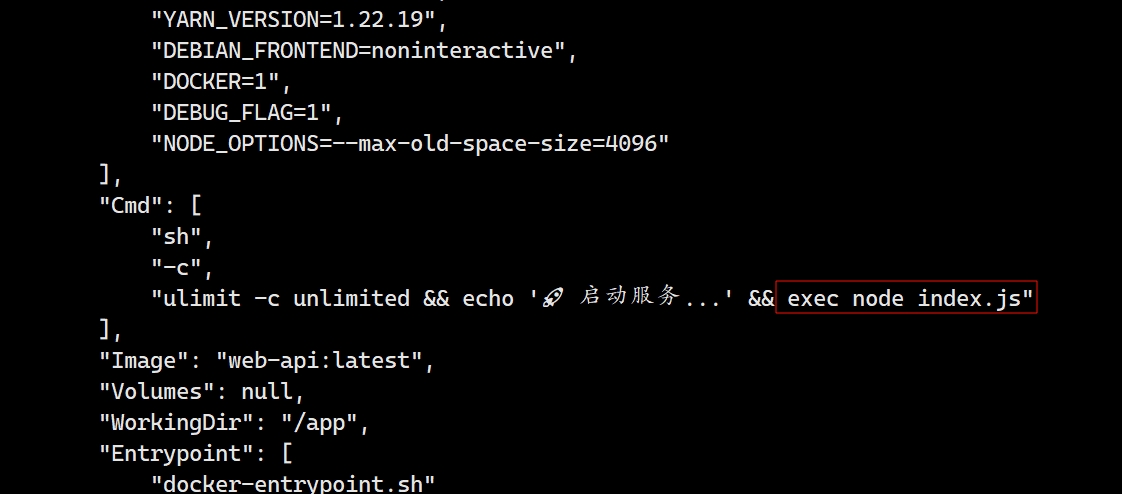 "YARN_VERSION=1.22.19",
"DEBIAN_FRONTEND=noninteractive",
"DOCKER=1",
"DEBUG_FLAG=1",
"NODE_OPTIONS=--max-old-space-size=4096"
],
"Cmd": [
"sh",
"-c",
"ulimit -c unlimited && echo '🚀 启动服务...' && exec node index.js"
],
"Image": "web-api:latest",
"Volumes": null,
"WorkingDir": "/app",
"Entrypoint": [
"docker-entrypoint.sh"